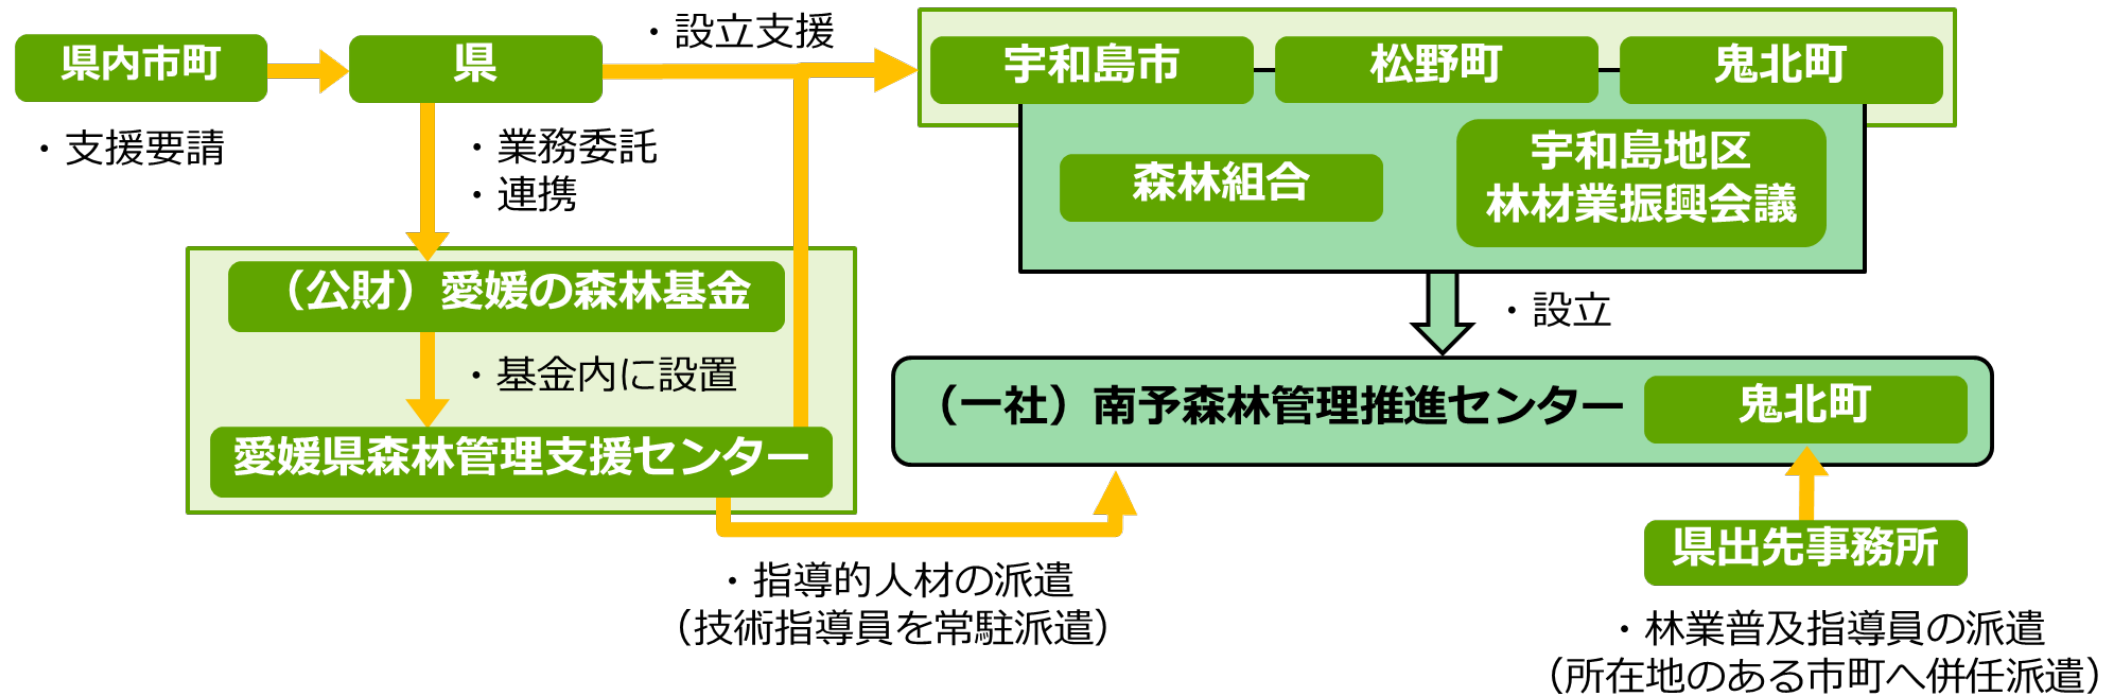 県内市町
・支援要請
県
・設立支援
・業務委託
・連携
（公財）愛媛の森林基金
・基金内に設置
愛媛県森林管理支援センター
宇和島市
松野町
鬼北町
森林組合
宇和島地区
林材業振興会議
・設立
（一社）南予森林管理推進センター
鬼北町
県出先事務所
・指導的人材の派遣
（技術指導員を常駐派遣）
・林業普及指導員の派遣
（所在地のある市町へ併任派遣）